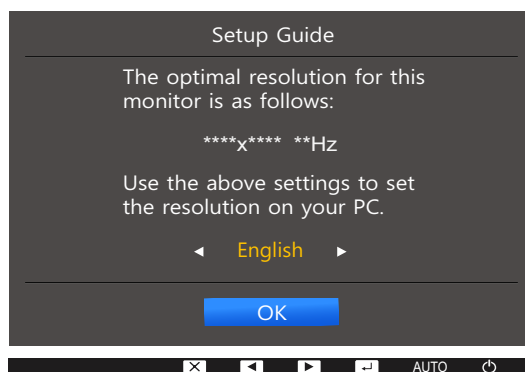 Setup Guide
The optimal resolution for this
monitor is as follows:
****x**** **Hz
Use the above settings to set
the resolution on your PC.
English
OK
AUTO